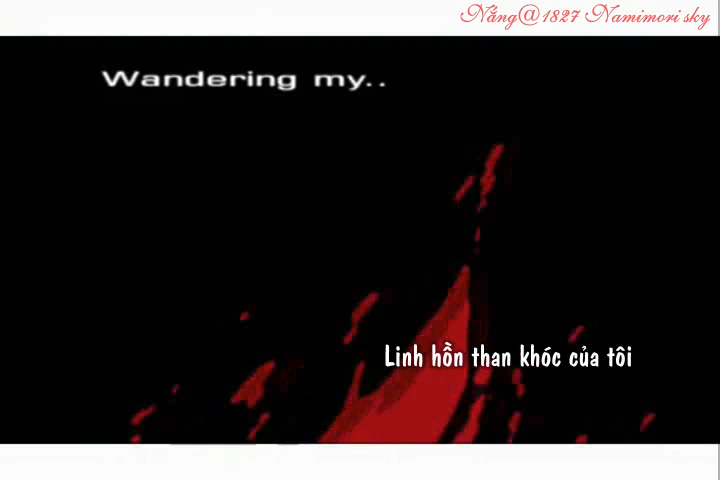 Nắng@1827 Namimori sky
Wandering my..
Linh hồn than khóc của tôi